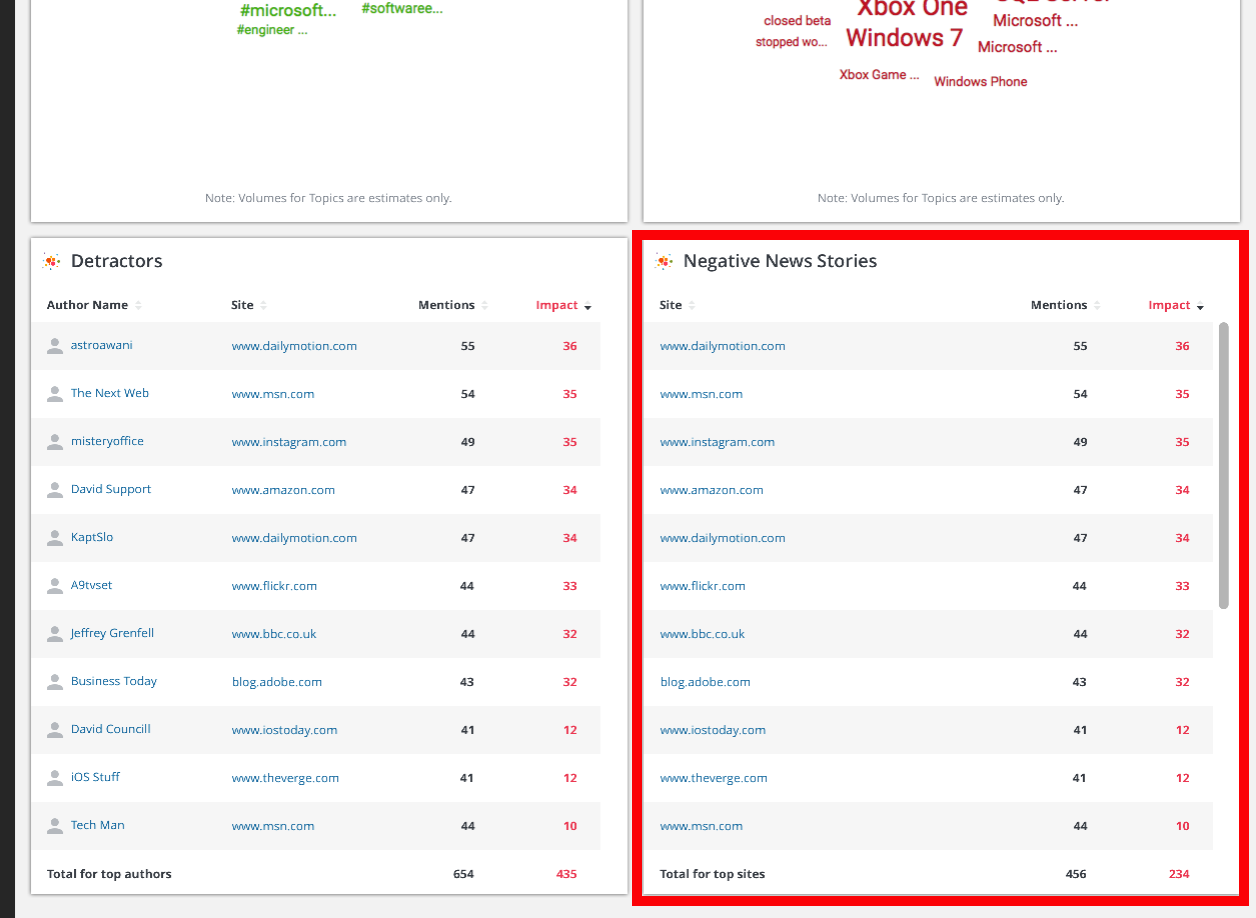 #microsoft...
#softwaree...
#engineer ...
Note: Volumes for Topics are estimates only.
Xbox One
closed beta
Microsoft ...
stopped wo...
Windows 7
Microsoft ...
Xbox Game ...
Windows Phone
Note: Volumes for Topics are estimates only.
Detractors
Author Name Site Mentions Impact
astroawani www.dailymotion.com 55 36
The Next Web www.msn.com 54 35
misteryoffice www.instagram.com 49 35
David Support www.amazon.com 47 34
KaptSlo www.dailymotion.com 47 34
A9tvset www.flickr.com 44 33
Jeffrey Grenfell www.bbc.co.uk 44 32
Business Today blog.adobe.com 43 32
David Councill www.iostoday.com 41 12
iOS Stuff www.theverge.com 41 12
Tech Man www.msn.com 44 10
Total for top authors 654 435
Negative News Stories
Site Mentions Impact
www.dailymotion.com 55 36
www.msn.com 54 35
www.instagram.com 49 35
www.amazon.com 47 34
www.dailymotion.com 47 34
www.flickr.com 44 33
www.bbc.co.uk 44 32
blog.adobe.com 43 32
www.iostoday.com 41 12
www.theverge.com 41 12
www.msn.com 44 10
Total for top sites 456 234